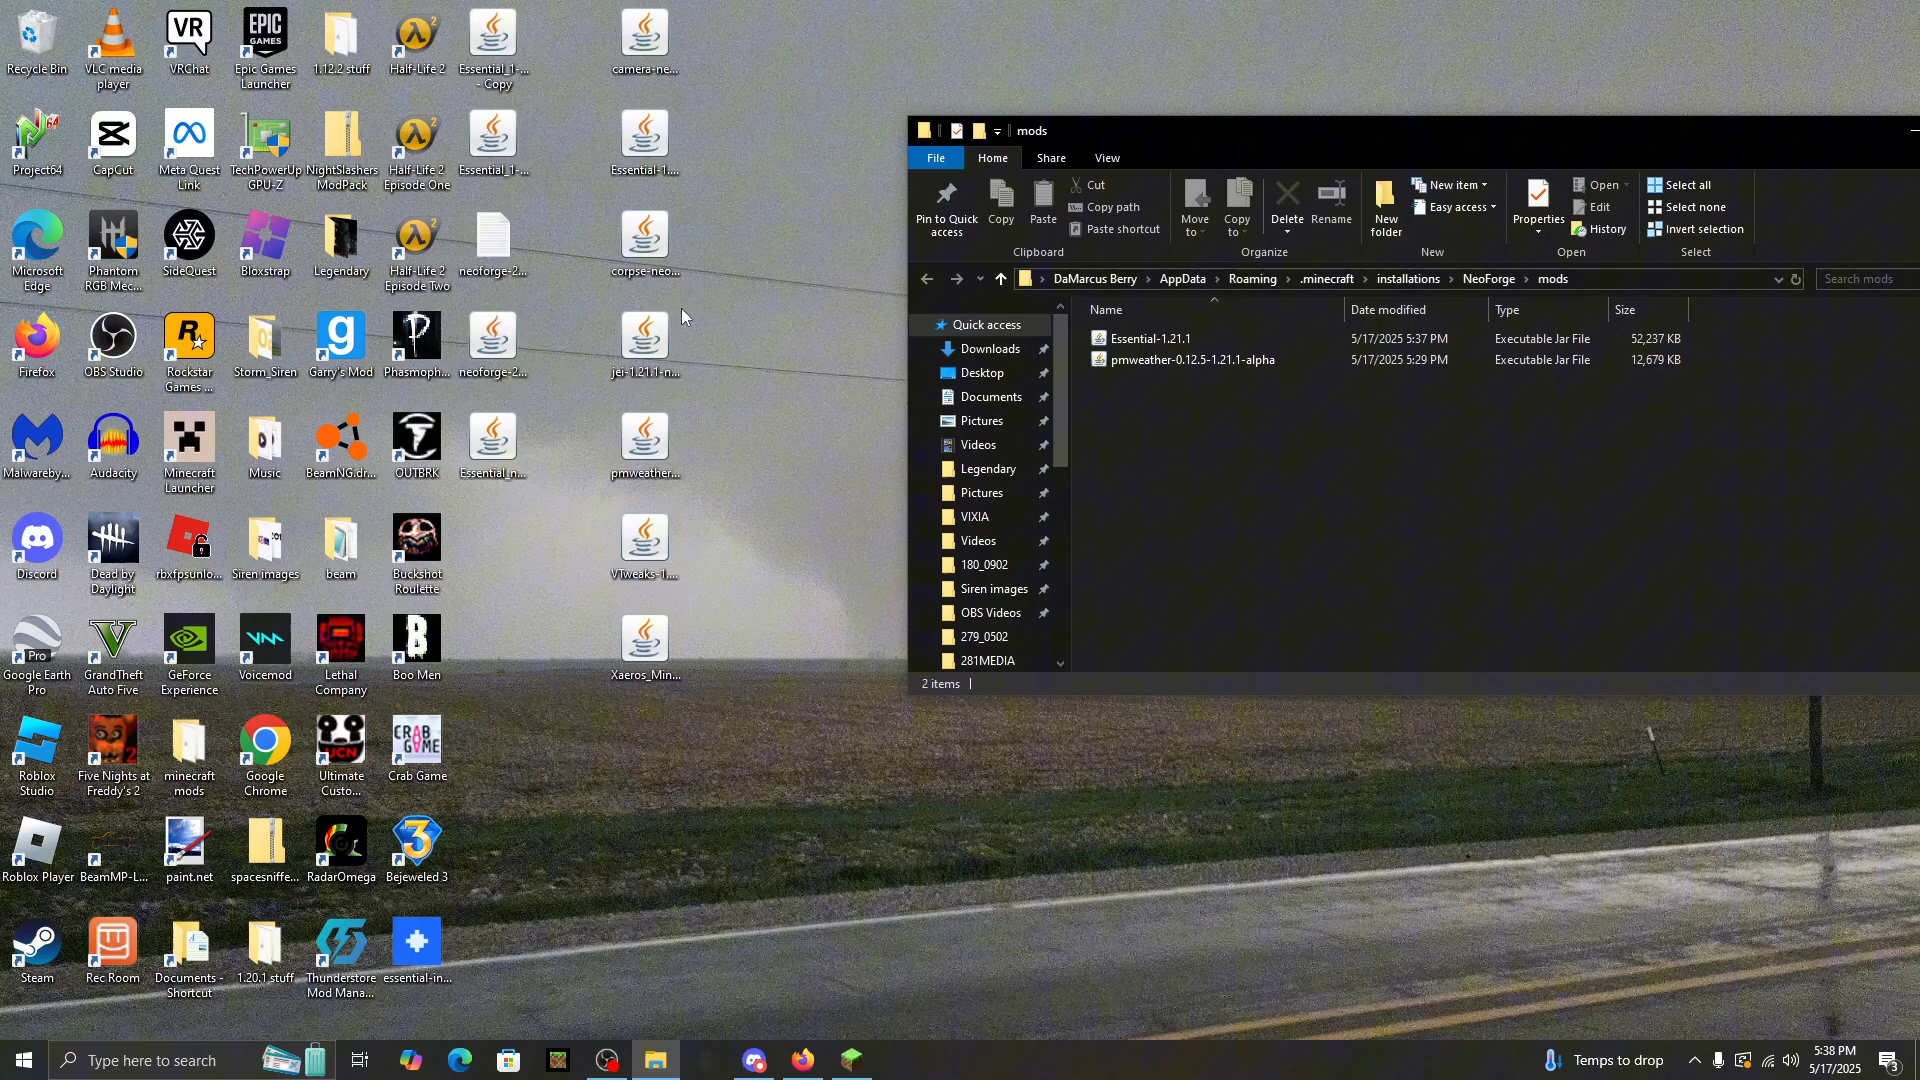 Recycle Bin
VLC media
player
VRChat
Epic Games
Launcher
1.12.2 stuff
Half-Life 2
Essential_1-...
- Copy
camera-ne...
Project64
CapCut
Meta Quest
Link
TechPowerUp
GPU-Z
NightSlashers
ModPack
Half-Life 2
Episode One
Essential_1-...
Essential-1....
Microsoft
Edge
Phantom
RGB Mec...
SideQuest
Bloxstrap
Legendary
Half-Life 2
Episode Two
neoforge-2...
corpse-neo...
Firefox
OBS Studio
Rockstar
Games ...
Storm_Siren
Garry's Mod
Phasmoph...
neoforge-2...
jei-1.21.1-n...
Malwareby...
Audacity
Minecraft
Launcher
Music
BeamNG.dr...
OUTBRK
Essential_n...
pmweather...
Discord
Dead by
Daylight
rbxfpsunlo...
Siren images
beam
Buckshot
Roulette
VTweaks-1....
Google Earth
Pro
GrandTheft
Auto Five
GeForce
Experience
Voicemod
Lethal
Company
Boo Men
Xaeros_Min...
Roblox
Studio
Five Nights at
Freddy's 2
minecraft
mods
Google
Chrome
Ultimate
Custo...
Crab Game
Roblox Player
BeamMP-L...
paint.net
spacesniffe...
RadarOmega
Bejeweled 3
Steam
Rec Room
Documents -
Shortcut
1.20.1 stuff
Thunderstore
Mod Mana...
essential-in...
VR
EPIC
GAMES
64
Pro
UCN
CRAB
GAME
mods
File Home Share View
Pin to Quick
access
Copy
Paste
Cut
Copy path
Paste shortcut
Clipboard
Move
to
Copy
to
Delete
Rename
Organize
New
folder
New item
Easy access
New
Properties
Open
Edit
History
Open
Select all
Select none
Invert selection
Select
DaMarcus Berry > AppData > Roaming > .minecraft > installations > NeoForge > mods
Search mods
Name Date modified Type Size
Essential-1.21.1 5/17/2025 5:37 PM Executable Jar File 52,237 KB
pmweather-0.12.5-1.21.1-alpha 5/17/2025 5:29 PM Executable Jar File 12,679 KB
Quick access
Downloads
Desktop
Documents
Pictures
Videos
Legendary
Pictures
VIXIA
Videos
180_0902
Siren images
OBS Videos
279_0502
281MEDIA
2 items
Type here to search
Temps to drop
5:38 PM
5/17/2025
3